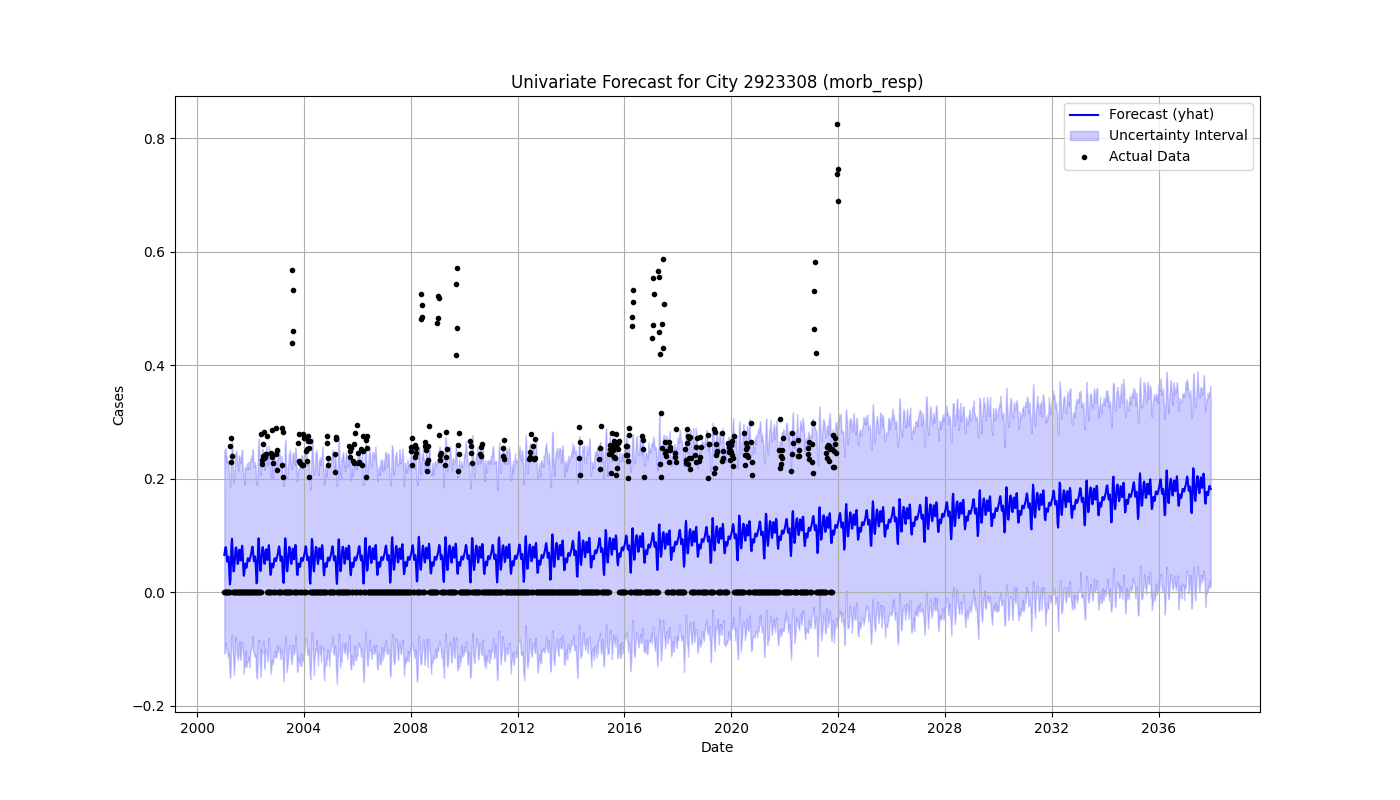 Univariate Forecast for City 2923308 (morb_resp)
Forecast (yhat)
Uncertainty Interval
Actual Data
Cases
0.8
0.6
0.4
0.2
0.0
−0.2
2000 2004 2008 2012 2016 2020 2024 2028 2032 2036
Date